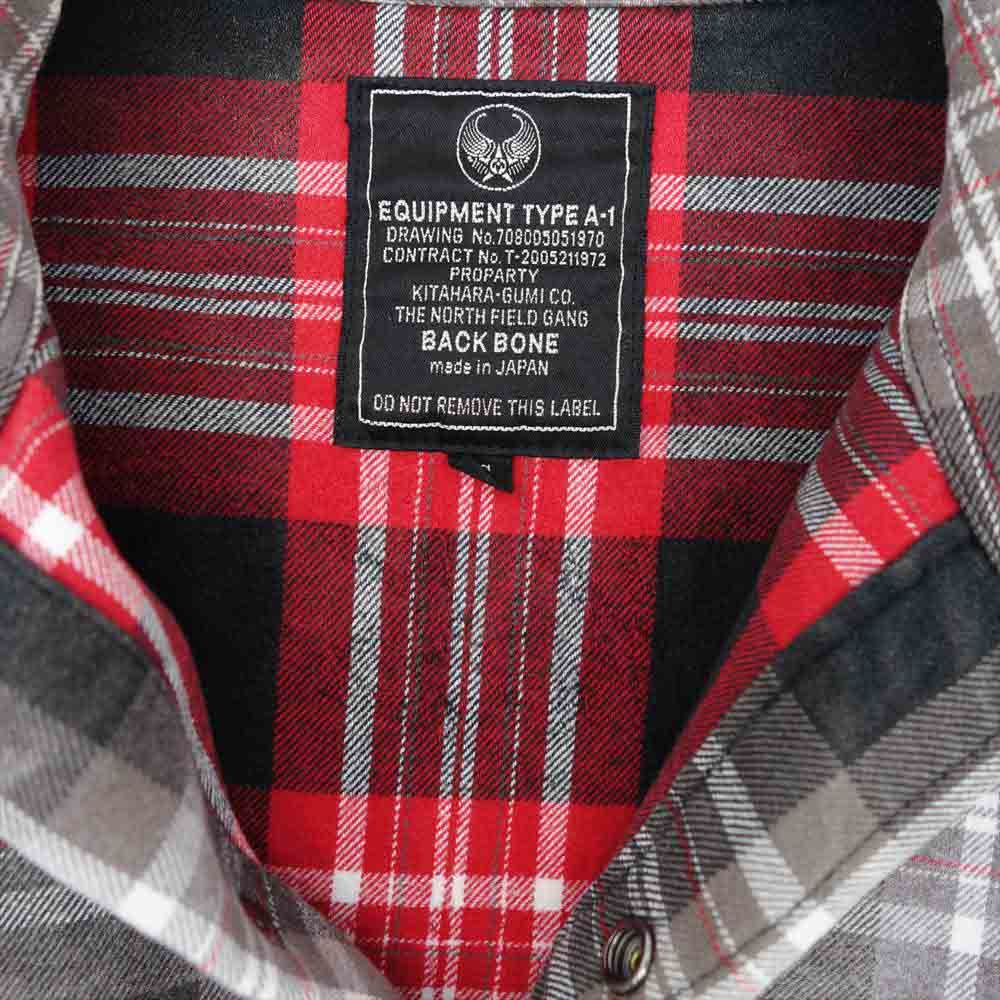 EQUIPMENT TYPE A-1
DRAWING No.708005051970
CONTRACT No.T-2005211972
PROPARTY
KITAHARA-GUMI CO.
THE NORTH FIELD GANG
BACK BONE
made in JAPAN
DO NOT REMOVE THIS LABEL